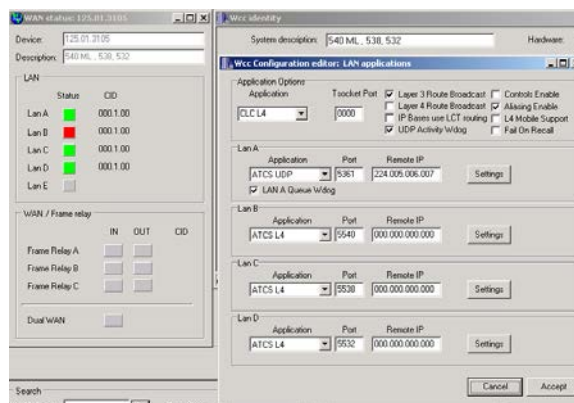 WAN status: 125.01.3105
Device: 125.01.3105
Description: 540 ML , 538, 532
LAN
Status CID
Lan A 000.1.00
Lan B 000.1.00
Lan C 000.1.00
Lan D 000.1.00
Lan E
WAN / Frame relay
IN OUT CID
Frame Relay A
Frame Relay B
Frame Relay C
Dual WAN
Search
Wcc identity
System description: 540 ML , 538, 532 Hardware:
Wcc Configuration editor: LAN applications
Application Options
Application Tsocket Port
CLC L4 0000
Layer 3 Route Broadcast Controls Enable
Layer 4 Route Broadcast Aliasing Enable
IP Bases use LCT routing L4 Mobile Support
UDP Activity Wdog Fail On Recall
Lan A
Application Port Remote IP
ATCS UDP 5361 224.005.006.007 Settings
LAN A Queue Wdog
Lan B
Application Port Remote IP
ATCS L4 5540 000.000.000.000 Settings
Lan C
Application Port Remote IP
ATCS L4 5538 000.000.000.000 Settings
Lan D
Application Port Remote IP
ATCS L4 5532 000.000.000.000 Settings
Cancel Accept